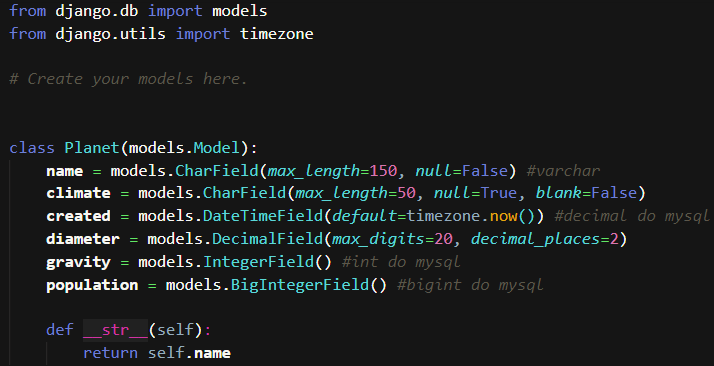 from django.db import models
from django.utils import timezone
# Create your models here.
class Planet(models.Model):
name = models.CharField(max_length=150, null=False) #varchar
climate = models.CharField(max_length=50, null=True, blank=False)
created = models.DateTimeField(default=timezone.now()) #decimal do mysql
diameter = models.DecimalField(max_digits=20, decimal_places=2)
gravity = models.IntegerField() #int do mysql
population = models.BigIntegerField() #bigint do mysql
def __str__(self):
return self.name